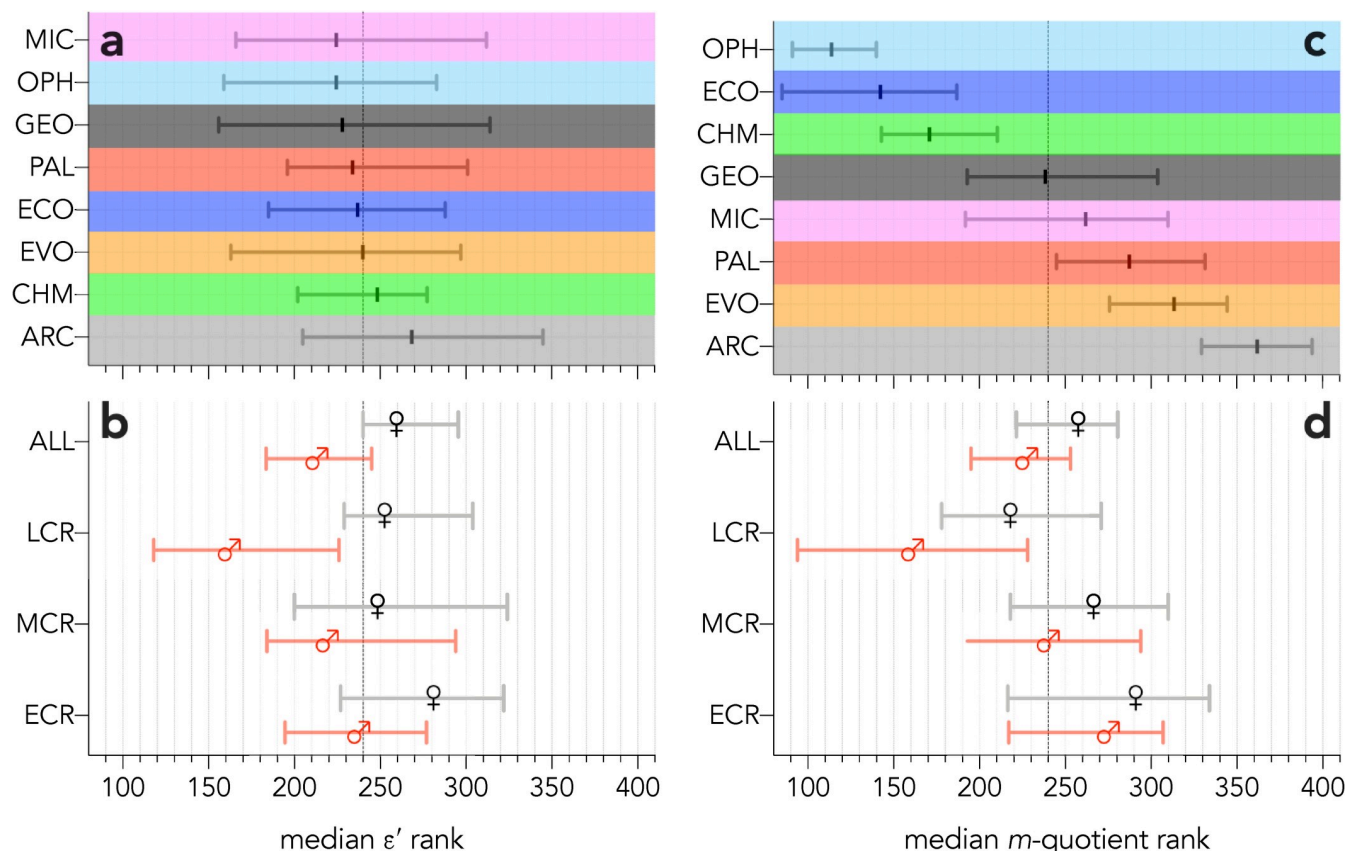 a
MIC
OPH
GEO
PAL
ECO
EVO
CHM
ARC
b
ALL
♀
♂
LCR
♀
♂
MCR
♀
♂
ECR
♀
♂
100 150 200 250 300 350 400
median ε′ rank
c
OPH
ECO
CHM
GEO
MIC
PAL
EVO
ARC
d
ALL
♀
♂
LCR
♀
♂
MCR
♀
♂
ECR
♀
♂
100 150 200 250 300 350 400
median m-quotient rank